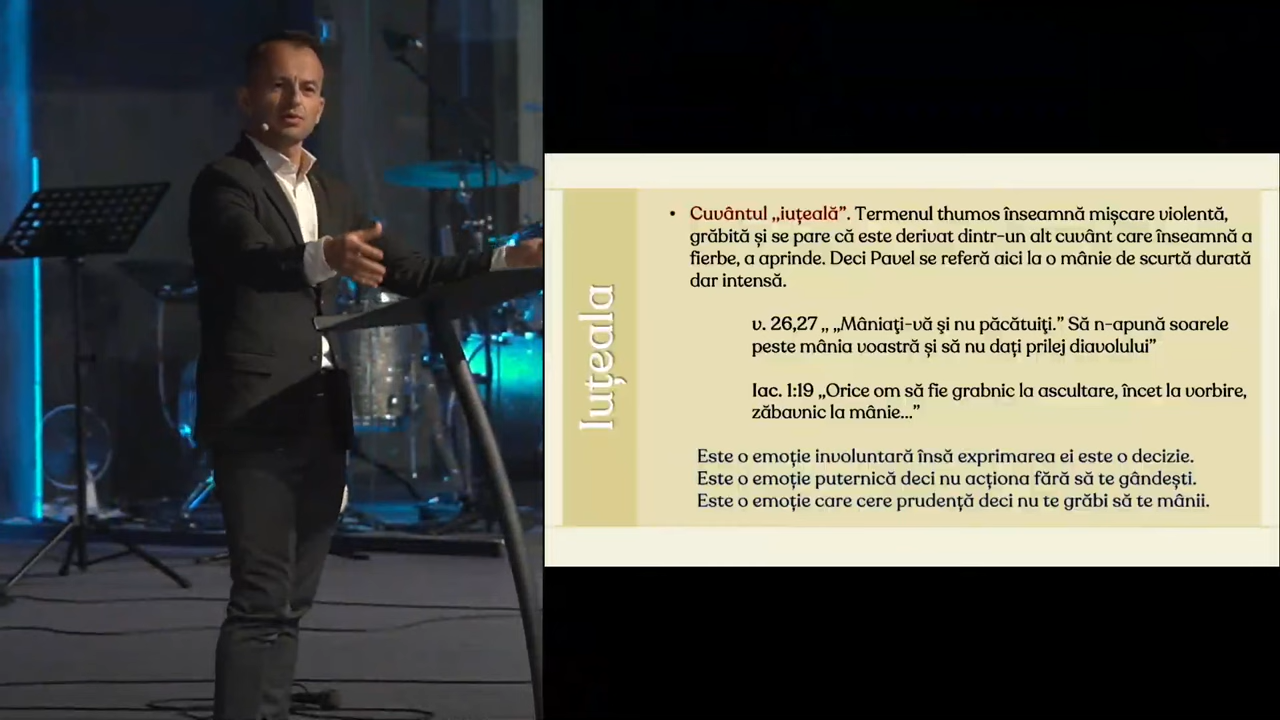 Iuțeala
• Cuvântul „iuțeală”. Termenul thumos înseamnă mișcare violentă,
grăbită și se pare că este derivat dintr-un alt cuvânt care înseamnă a
fierbe, a aprinde. Deci Pavel se referă aici la o mânie de scurtă durată
dar intensă.
v. 26,27 „ „Mâniaţi-vă şi nu păcătuiţi.” Să n-apună soarele
peste mânia voastră și să nu dați prilej diavolului”
Iac. 1:19 „Orice om să fie grabnic la ascultare, încet la vorbire,
zăbavnic la mânie...”
Este o emoție involuntară însă exprimarea ei este o decizie.
Este o emoție puternică deci nu acționa fără să te gândești.
Este o emoție care cere prudență deci nu te grăbi să te mânii.